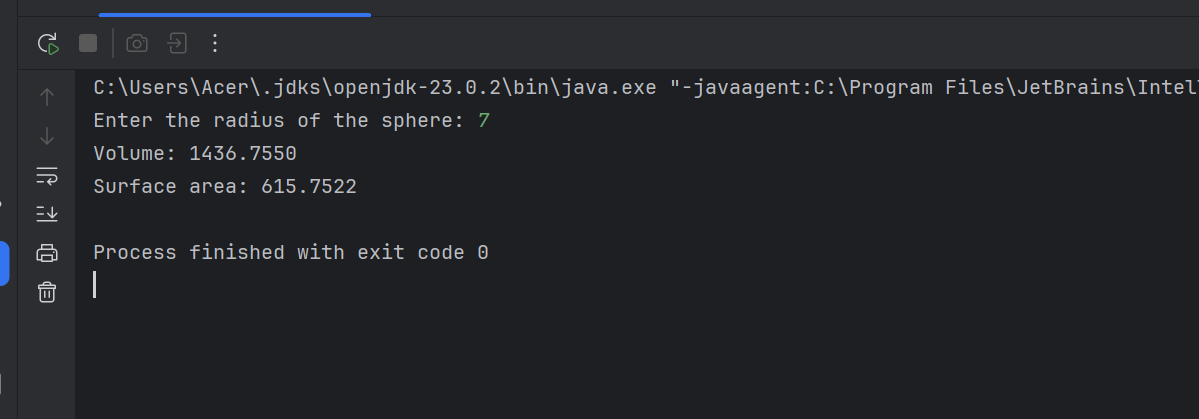 C:\Users\Acer\.jdks\openjdk-23.0.2\bin\java.exe "-javaagent:C:\Program Files\JetBrains\Intel
Enter the radius of the sphere: 7
Volume: 1436.7550
Surface area: 615.7522
Process finished with exit code 0